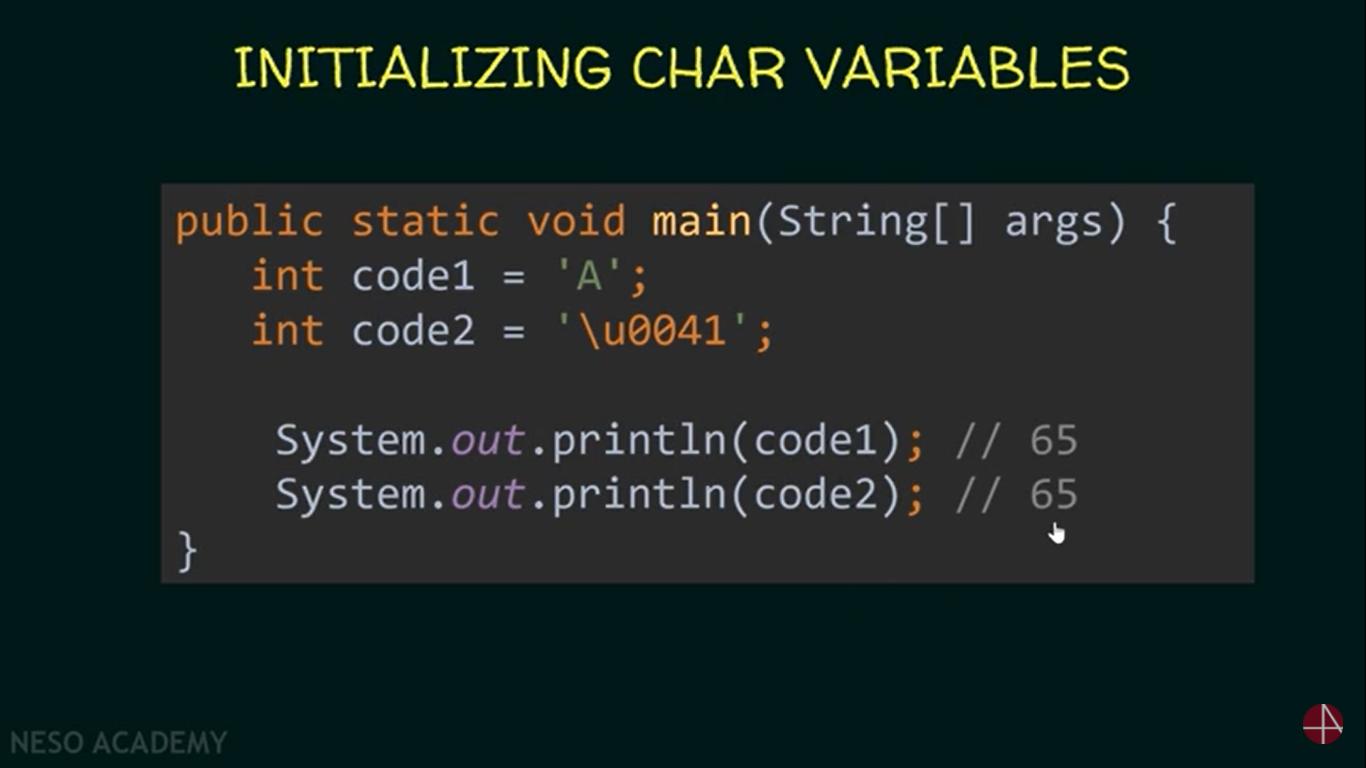 INITIALIZING CHAR VARIABLES
public static void main(String[] args) {
int code1 = 'A';
int code2 = '\u0041';
System.out.println(code1); // 65
System.out.println(code2); // 65
}
NESO ACADEMY